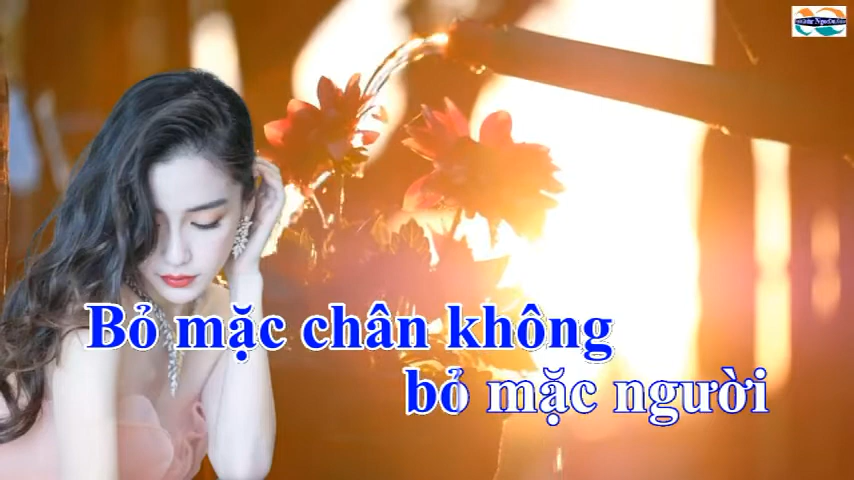 Bỏ mặc chân không
bỏ mặc người